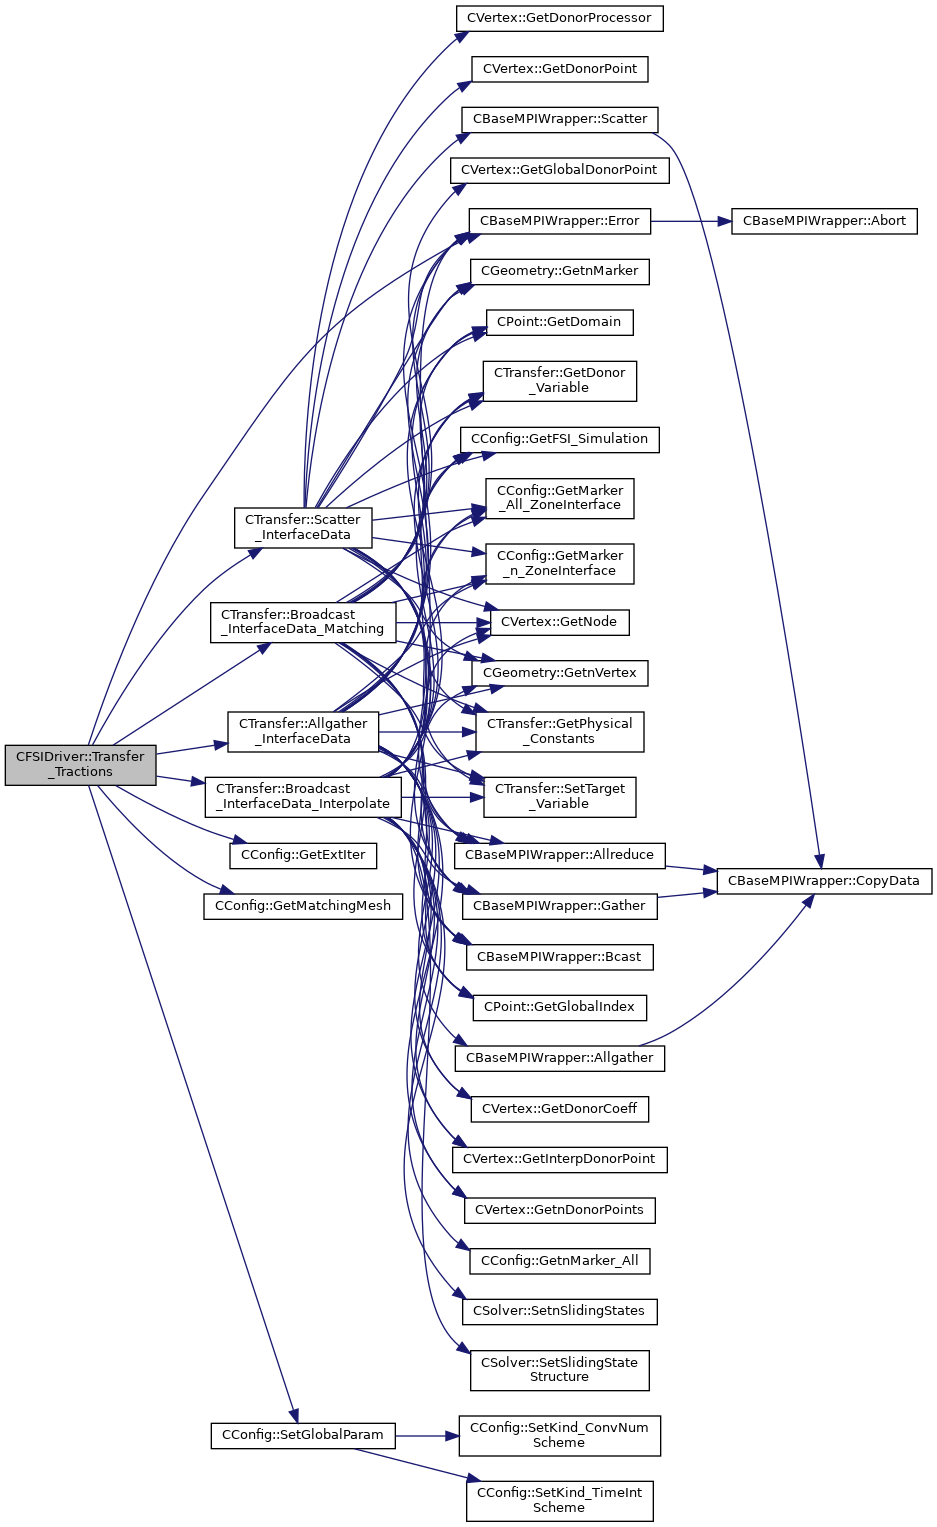 CVertex::GetDonorProcessor
CVertex::GetDonorPoint
CBaseMPIWrapper::Scatter
CVertex::GetGlobalDonorPoint
CBaseMPIWrapper::Error
CBaseMPIWrapper::Abort
CGeometry::GetnMarker
CPoint::GetDomain
CTransfer::GetDonor
_Variable
CConfig::GetFSI_Simulation
CConfig::GetMarker
_All_ZoneInterface
CTransfer::Scatter
_InterfaceData
CConfig::GetMarker
_n_ZoneInterface
CTransfer::Broadcast
_InterfaceData_Matching
CVertex::GetNode
CGeometry::GetnVertex
CTransfer::Allgather
_InterfaceData
CTransfer::GetPhysical
_Constants
CFSIDriver::Transfer
_Tractions
CTransfer::Broadcast
_InterfaceData_Interpolate
CTransfer::SetTarget
_Variable
CConfig::GetExtIter
CBaseMPIWrapper::Allreduce
CBaseMPIWrapper::CopyData
CConfig::GetMatchingMesh
CBaseMPIWrapper::Gather
CBaseMPIWrapper::Bcast
CPoint::GetGlobalIndex
CBaseMPIWrapper::Allgather
CVertex::GetDonorCoeff
CVertex::GetInterpDonorPoint
CVertex::GetnDonorPoints
CConfig::GetnMarker_All
CSolver::SetnSlidingStates
CSolver::SetSlidingState
Structure
CConfig::SetGlobalParam
CConfig::SetKind_ConvNum
Scheme
CConfig::SetKind_TimeInt
Scheme